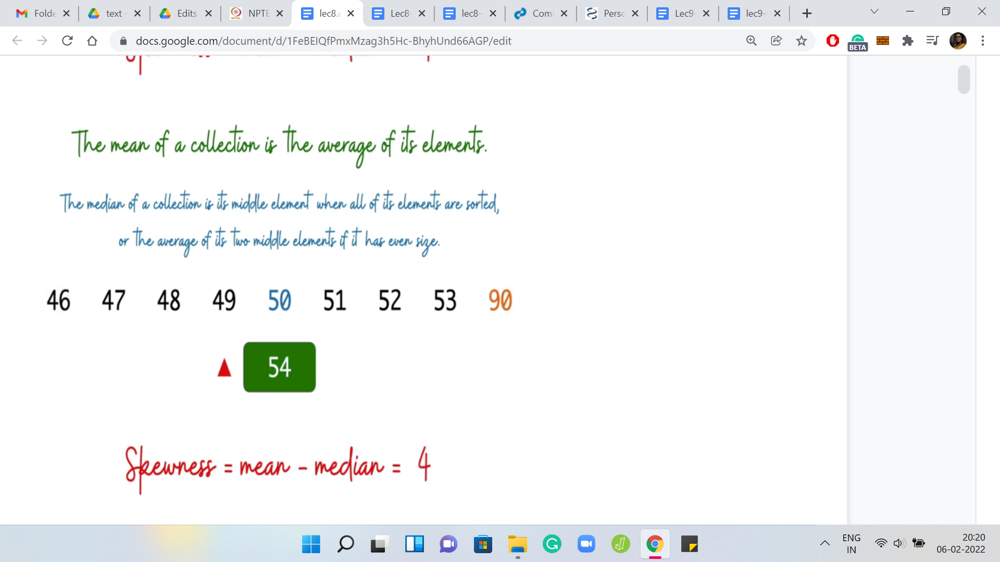 Folde
text -
Edits
NPTE
lec8.
Lec8-
lec8-
Com
Perso
Lec9-
lec9-
docs.google.com/document/d/1FeBEIQfPmxMzag3h5Hc-BhyhUnd66AGP/edit
BETA
The mean of a collection is the average of its elements.
The median of a collection is its middle element when all of its elements are sorted,
or the average of its two middle elements if it has even size.
46 47 48 49 50 51 52 53 90
54
Skewness = mean - median = 4
ENG
IN
20:20
06-02-2022